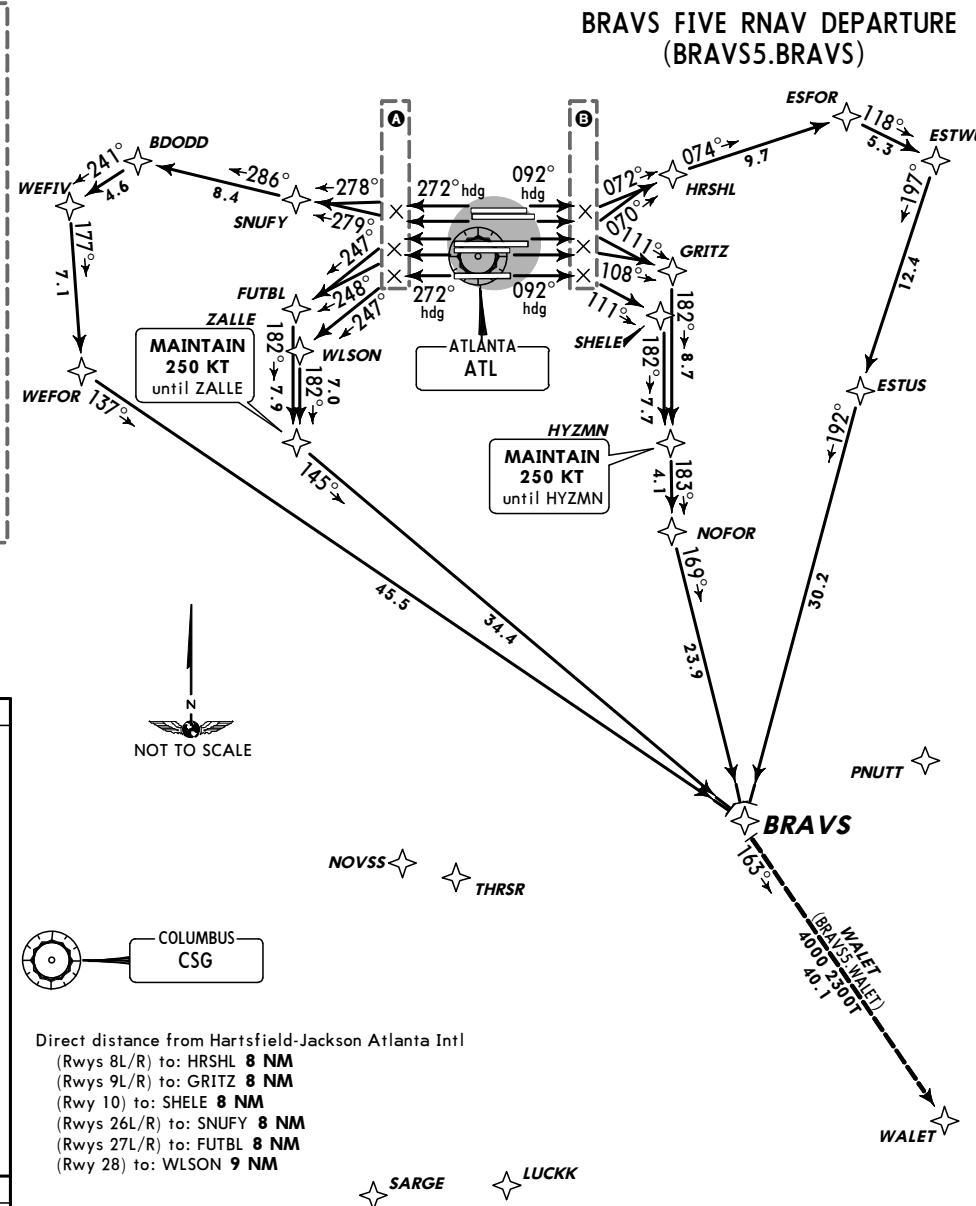 BRAVS FIVE RNAV DEPARTURE
(BRAVS5.BRAVS)
A
B
ESFOR
118°
5.3
ESTWU
197°
12.4
BDODD
241°
4.6
WEFIV
286°
8.4
SNUFY
278°
279°
272° hdg
092° hdg
072°
070°
074°
9.7
HRSHL
177°
7.1
247°
248°
247°
111°
108°
111°
GRITZ
FUTBL
ZALLE
WLSON
272° hdg
092° hdg
SHELE
182°
7.9
182°
7.0
182°
7.7
182°
8.7
ATLANTA
ATL
MAINTAIN
250 KT
until ZALLE
WEFOR
137°
145°
ESTUS
192°
30.2
HYZMN
MAINTAIN
250 KT
until HYZMN
4.1
183°
NOFOR
169°
23.9
45.5
34.4
N
NOT TO SCALE
PNUTT
BRAVS
163°
NOVSS
THRSR
WALET
(BRAVS5.WALET)
4000 2300T
40.1
COLUMBUS
CSG
Direct distance from Hartsfield-Jackson Atlanta Intl
(Rwys 8L/R) to: HRSHL 8 NM
(Rwys 9L/R) to: GRITZ 8 NM
(Rwy 10) to: SHELE 8 NM
(Rwys 26L/R) to: SNUFY 8 NM
(Rwys 27L/R) to: FUTBL 8 NM
(Rwy 28) to: WLSON 9 NM
WALET
SARGE
LUCKK